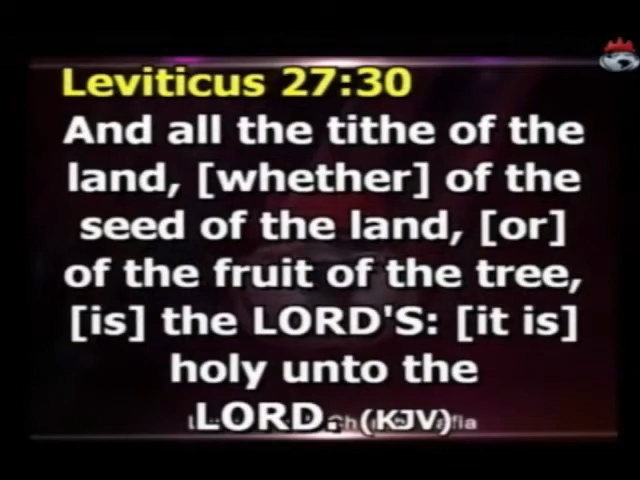 Leviticus 27:30
And all the tithe of the
land, [whether] of the
seed of the land, [or]
of the fruit of the tree,
[is] the LORD'S: [it is]
holy unto the
LORD. (KJV)